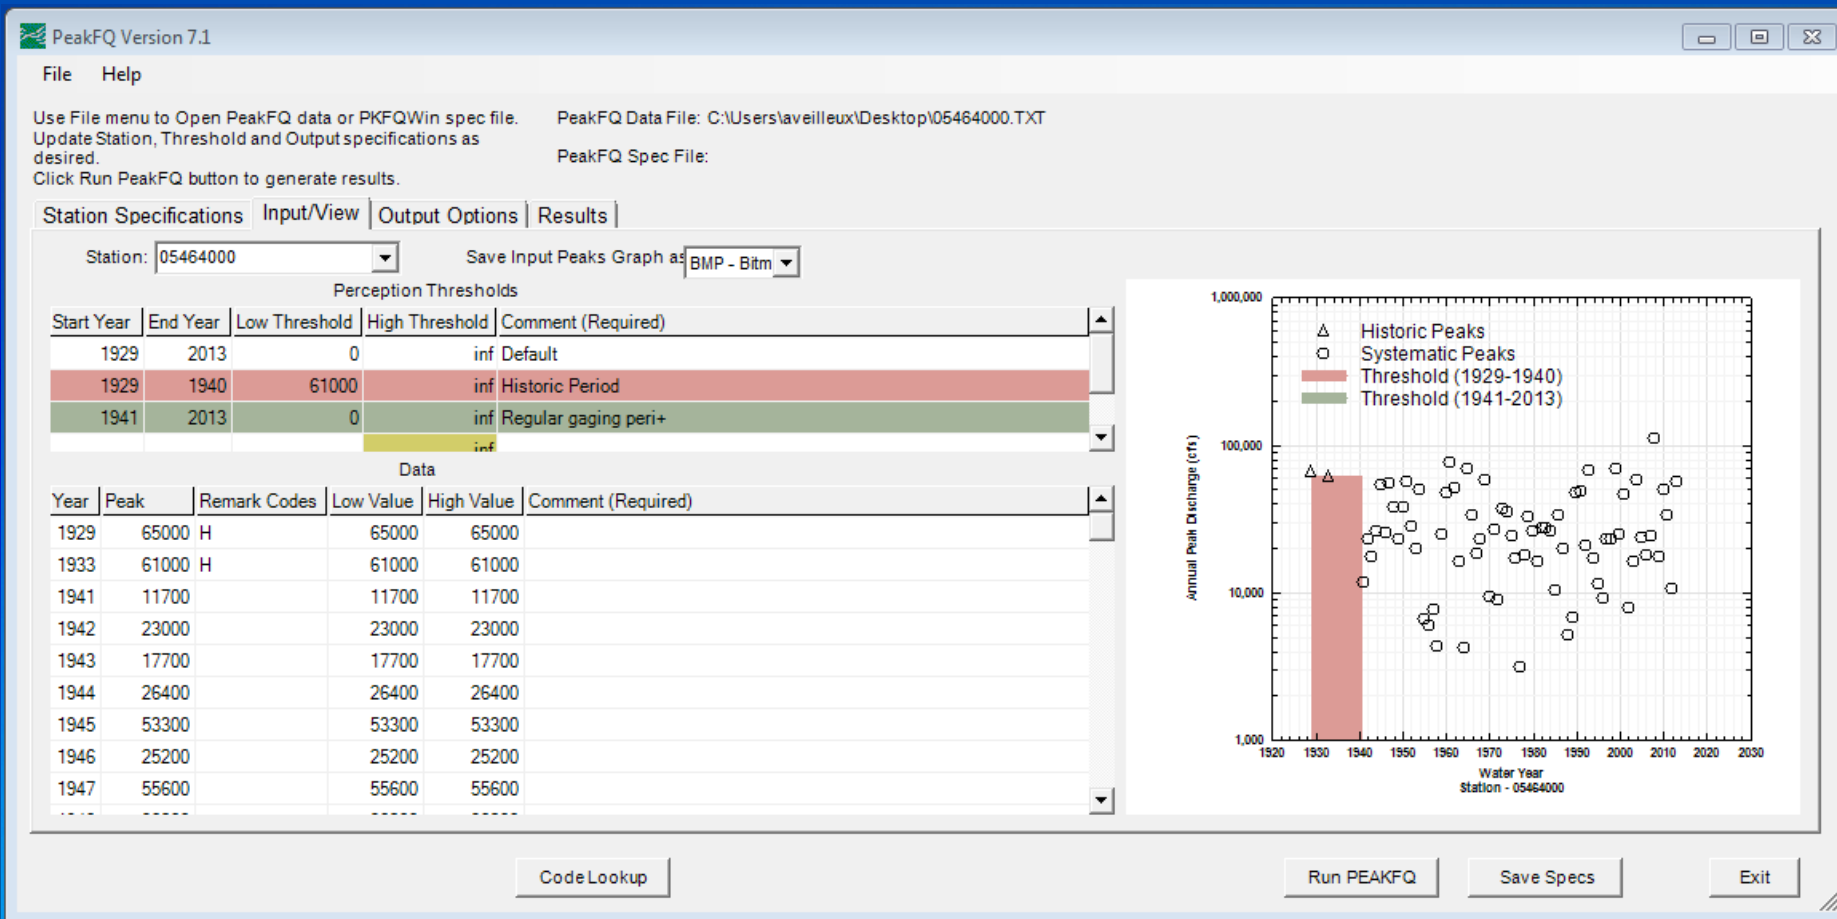 PeakFQ Version 7.1
File Help
Use File menu to Open PeakFQ data or PKFQWin spec file.
Update Station, Threshold and Output specifications as
desired.
Click Run PeakFQ button to generate results.
PeakFQ Data File: C:\Users\aveilleux\Desktop\05464000.TXT
PeakFQ Spec File:
Station Specifications Input/View Output Options Results
Station: 05464000 Save Input Peaks Graph as BMP - Bitm
Perception Thresholds
Start Year End Year Low Threshold High Threshold Comment (Required)
1929 2013 0 inf Default
1929 1940 61000 inf Historic Period
1941 2013 0 inf Regular gaging peri+
inf
Data
Year Peak Remark Codes Low Value High Value Comment (Required)
1929 65000 H 65000 65000
1933 61000 H 61000 61000
1941 11700 11700 11700
1942 23000 23000 23000
1943 17700 17700 17700
1944 26400 26400 26400
1945 53300 53300 53300
1946 25200 25200 25200
1947 55600 55600 55600
1,000,000
100,000
10,000
1,000
Annual Peak Discharge (cfs)
Historic Peaks
Systematic Peaks
Threshold (1929-1940)
Threshold (1941-2013)
1920 1930 1940 1950 1960 1970 1980 1990 2000 2010 2020 2030
Water Year
Station - 05464000
Code Lookup Run PEAKFQ Save Specs Exit